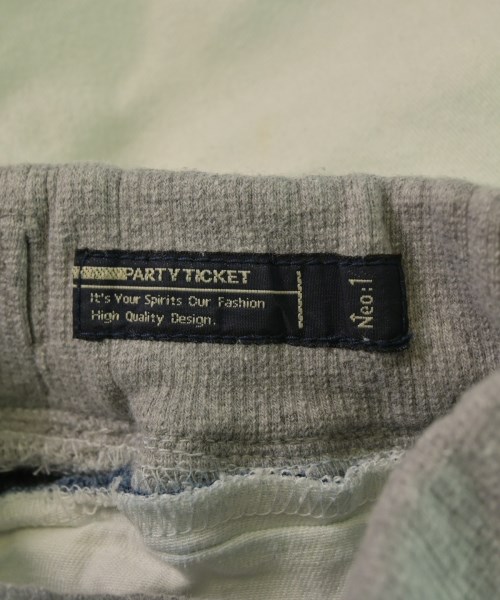 PARTY TICKET
It's Your Spirits Our Fashion
High Quality Design.
Neo:1